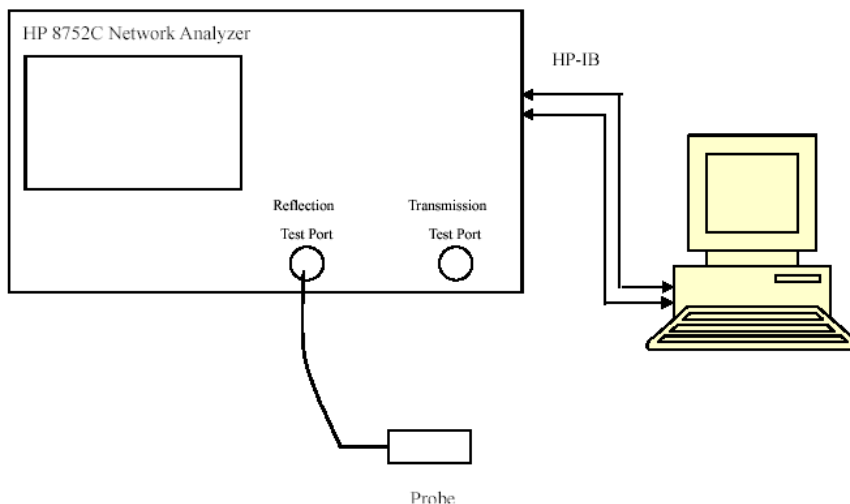 HP 8752C Network Analyzer
HP-IB
Reflection
Test Port
Transmission
Test Port
Probe